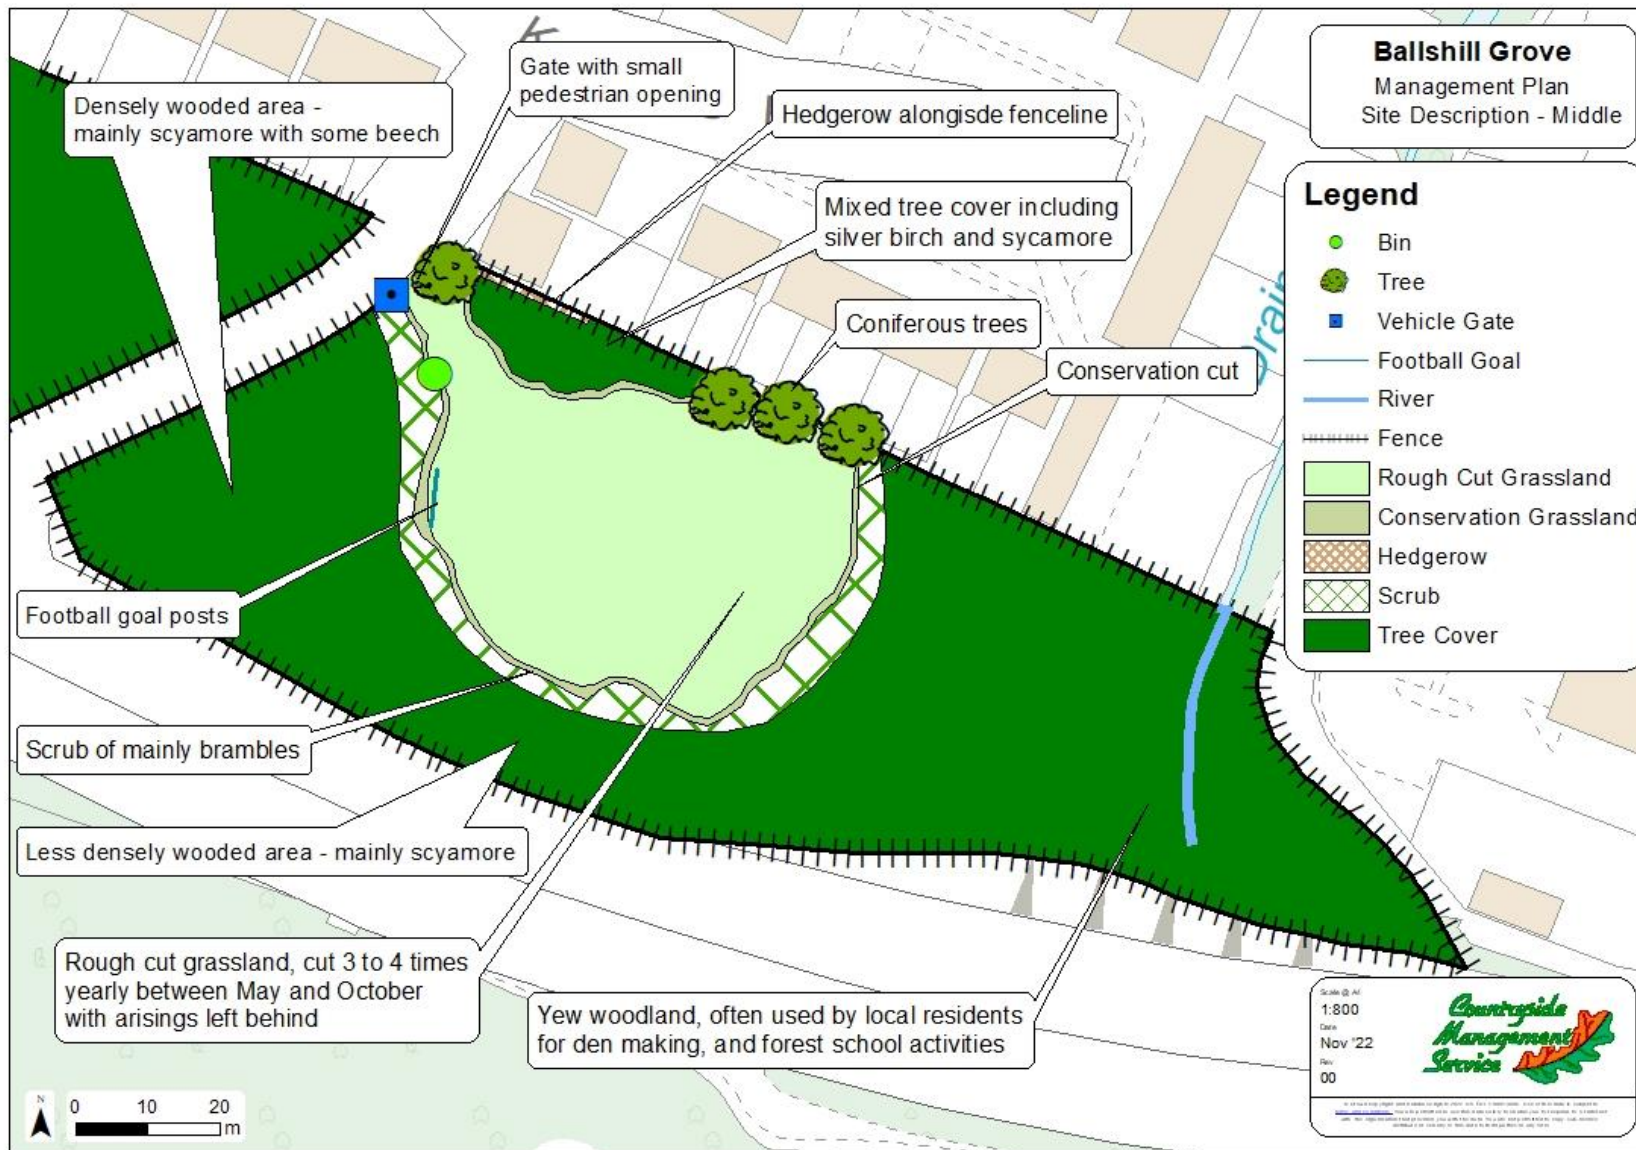 K
Gate with small
pedestrian opening
Densely wooded area -
mainly scyamore with some beech
Hedgerow alongisde fenceline
Mixed tree cover including
silver birch and sycamore
Coniferous trees
Conservation cut
Drain
Football goal posts
Scrub of mainly brambles
Less densely wooded area - mainly scyamore
Rough cut grassland, cut 3 to 4 times
yearly between May and October
with arisings left behind
Yew woodland, often used by local residents
for den making, and forest school activities
Ballshill Grove
Management Plan
Site Description - Middle
Legend
Bin
Tree
Vehicle Gate
Football Goal
River
Fence
Rough Cut Grassland
Conservation Grassland
Hedgerow
Scrub
Tree Cover
N
0 10 20
m
Scale @ A4
1:800
Date
Nov '22
Rev
00
Countryside
Management
Service